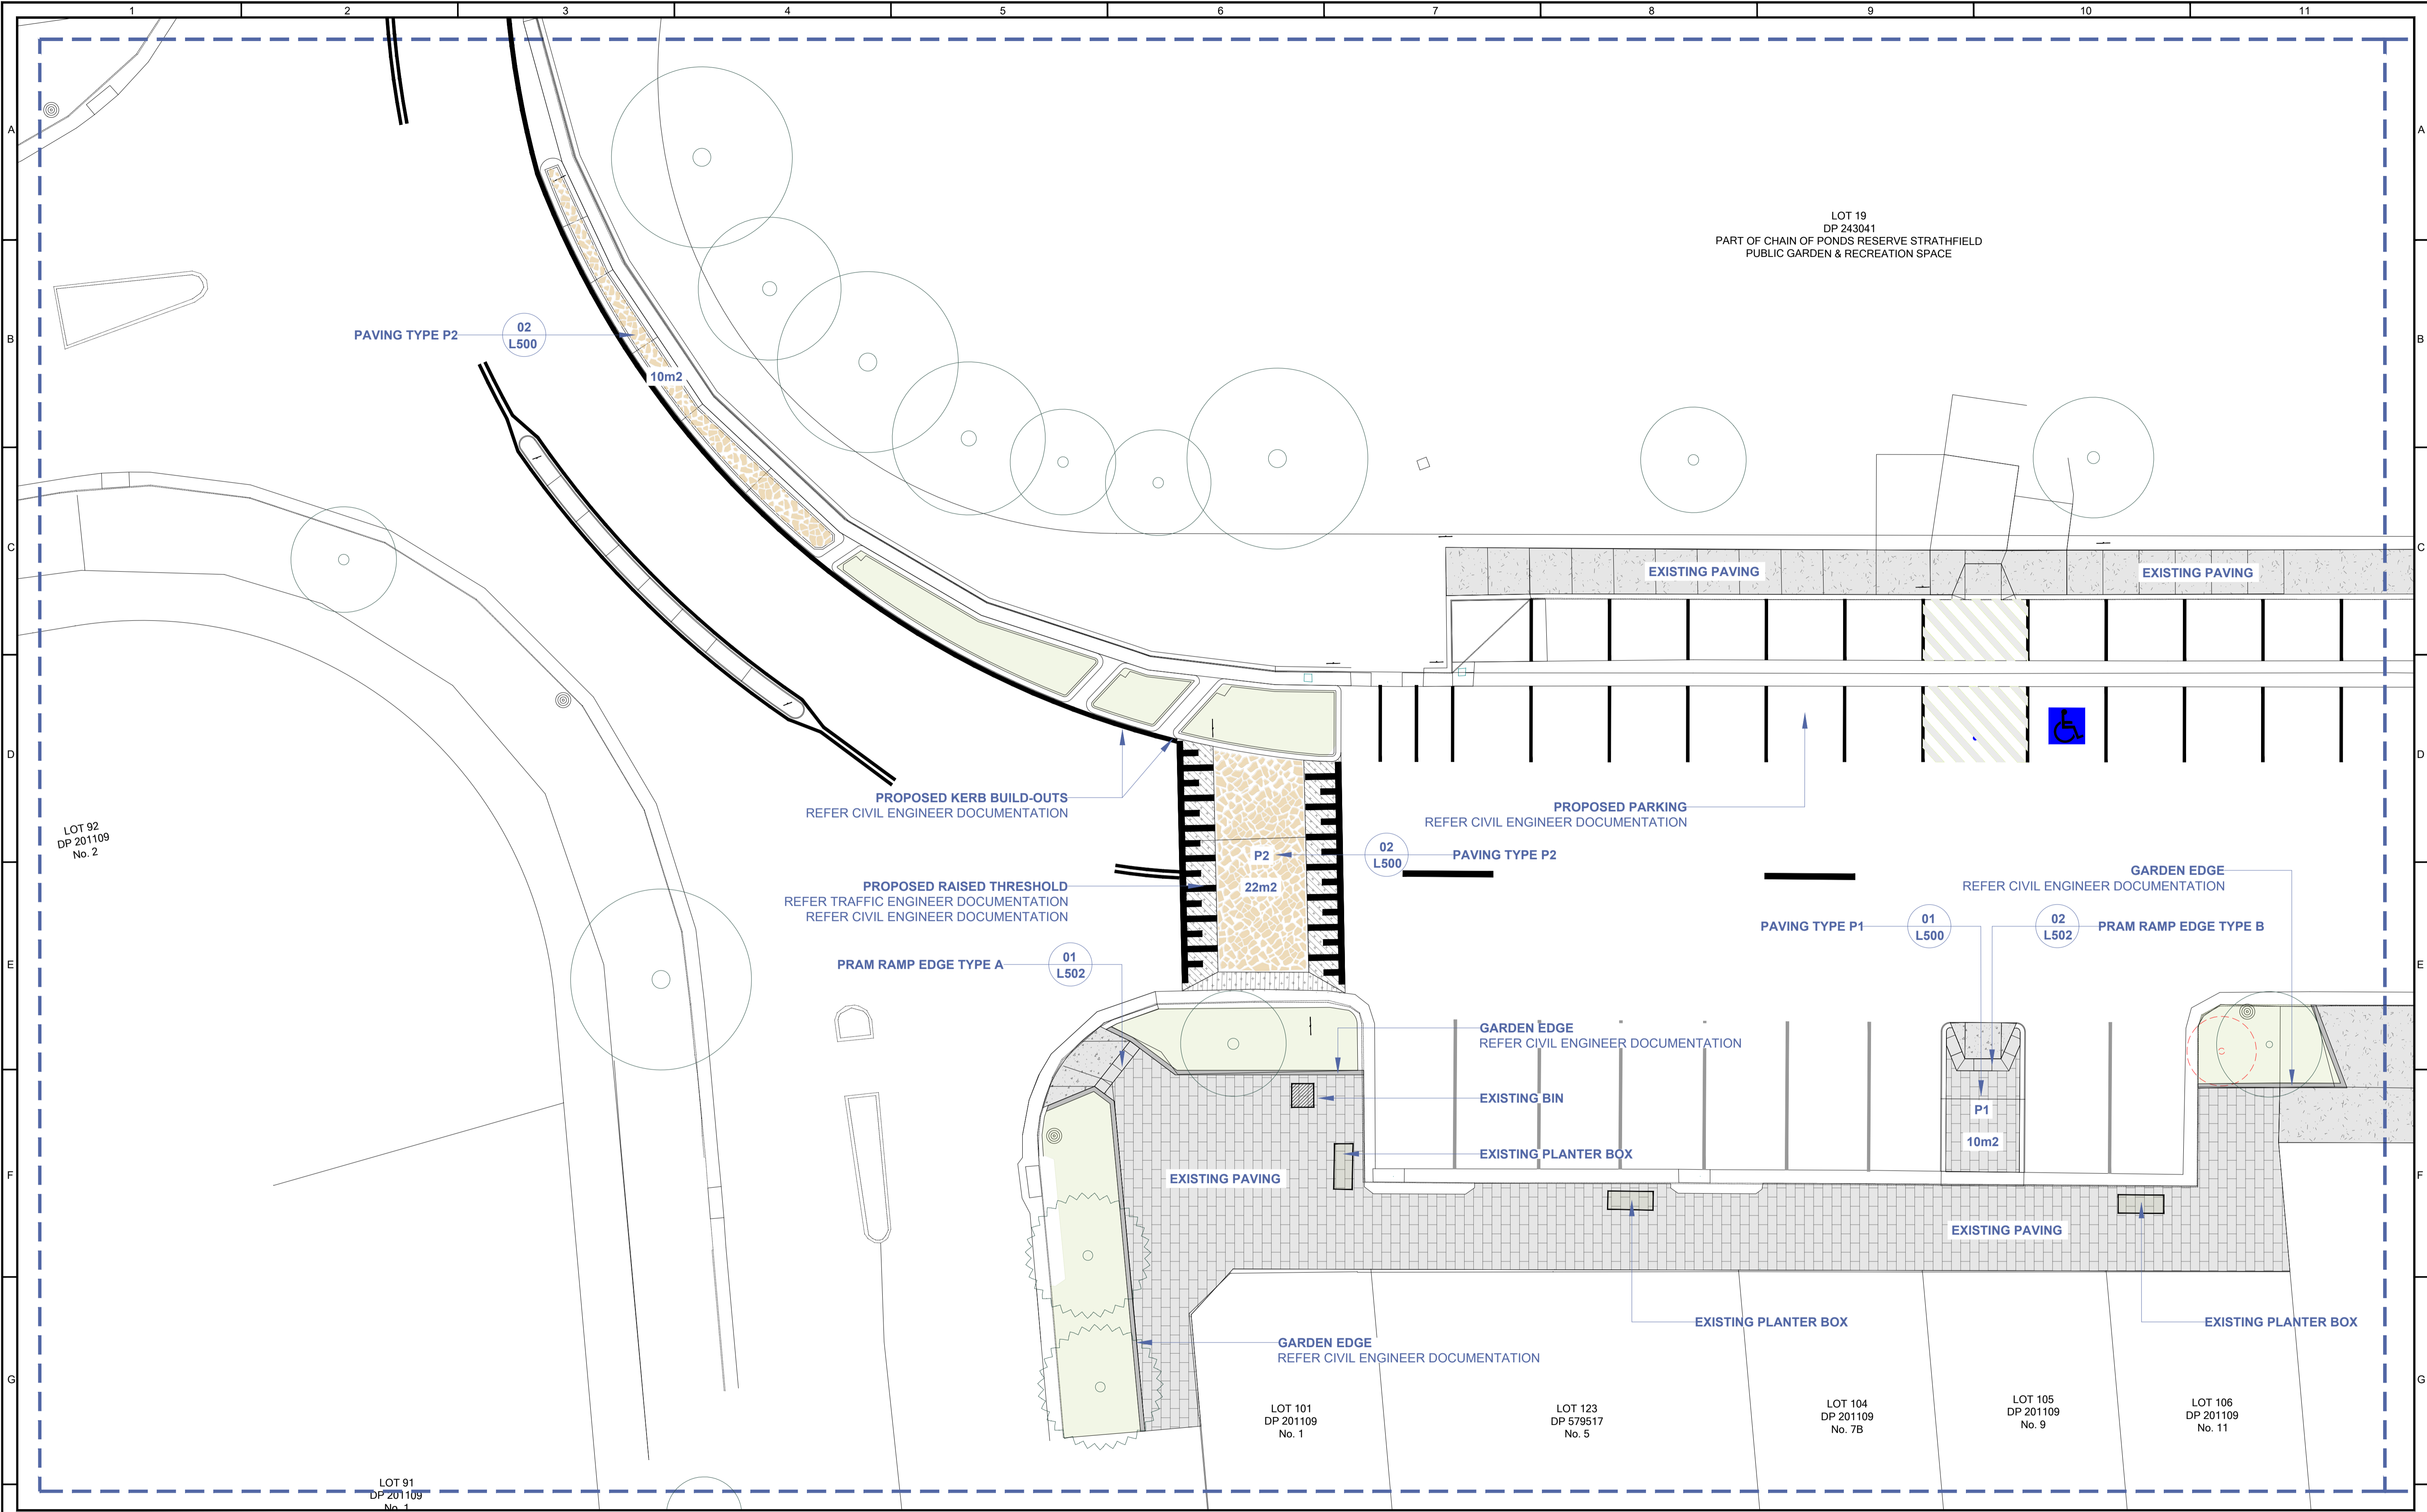 1 2 3 4 5 6 7 8 9 10 11
A A
LOT 19
DP 243041
PART OF CHAIN OF PONDS RESERVE STRATHFIELD
PUBLIC GARDEN & RECREATION SPACE
PAVING TYPE P2
02
L500
B B
10m2
C C
EXISTING PAVING
EXISTING PAVING
D D
PROPOSED KERB BUILD-OUTS
REFER CIVIL ENGINEER DOCUMENTATION
PROPOSED PARKING
REFER CIVIL ENGINEER DOCUMENTATION
LOT 92
DP 201109
No. 2
P2
02
L500
PAVING TYPE P2
22m2
PROPOSED RAISED THRESHOLD
REFER TRAFFIC ENGINEER DOCUMENTATION
REFER CIVIL ENGINEER DOCUMENTATION
GARDEN EDGE
REFER CIVIL ENGINEER DOCUMENTATION
PAVING TYPE P1
01
L500
02
L502
PRAM RAMP EDGE TYPE B
E E
PRAM RAMP EDGE TYPE A
01
L502
GARDEN EDGE
REFER CIVIL ENGINEER DOCUMENTATION
EXISTING BIN
P1
10m2
EXISTING PLANTER BOX
F F
EXISTING PAVING
EXISTING PAVING
EXISTING PLANTER BOX
EXISTING PLANTER BOX
GARDEN EDGE
REFER CIVIL ENGINEER DOCUMENTATION
G G
LOT 101
DP 201109
No. 1
LOT 123
DP 579517
No. 5
LOT 104
DP 201109
No. 7B
LOT 105
DP 201109
No. 9
LOT 106
DP 201109
No. 11
LOT 91
DP 201109
No. 1